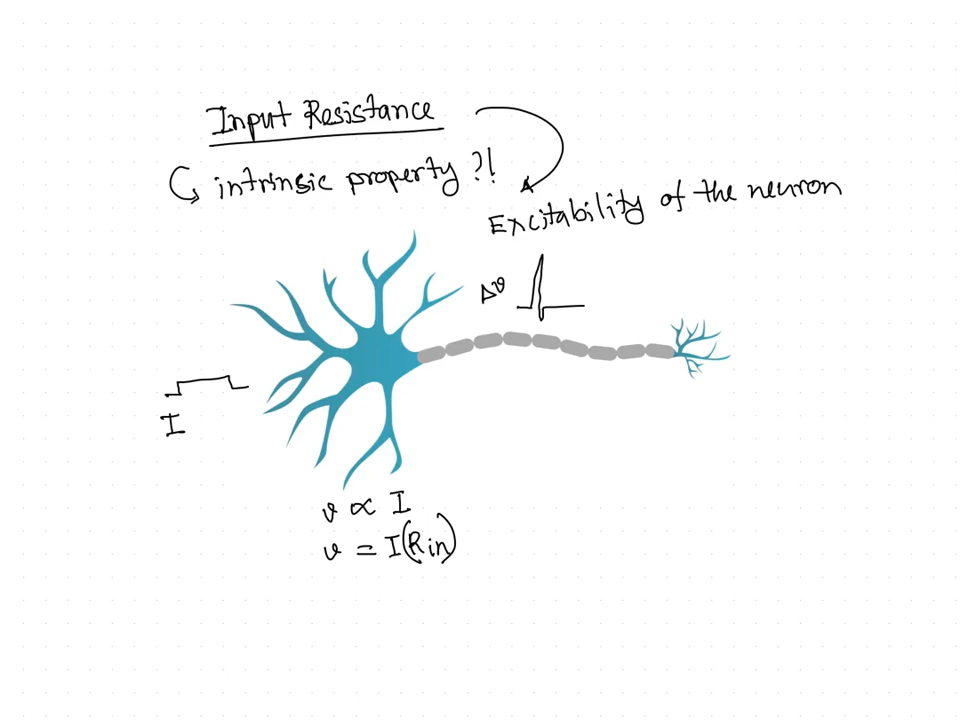 Input Resistance
intrinsic property ?!
Excitability of the neuron
Δv
I
v ∝ I
v = I(Rin)